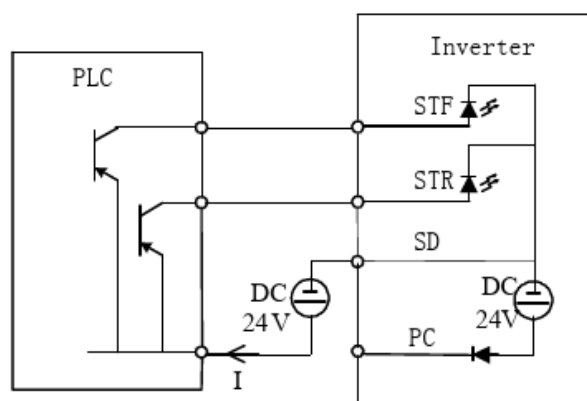 Inverter
PLC
STF
STR
SD
DC
24V
DC
24V
PC
I